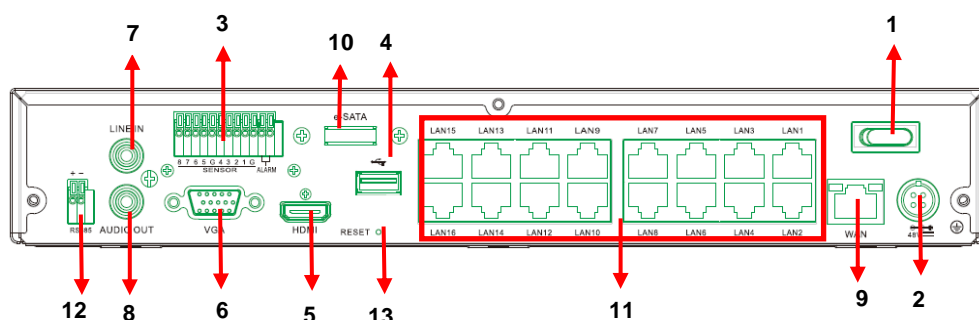 7 3 10 4 1
LINE IN e-SATA LAN15 LAN13 LAN11 LAN9 LAN7 LAN5 LAN3 LAN1
8 7 6 5 G 4 3 2 1 G ALARM
SENSOR
+ -
RS485 AUDIO OUT VGA HDMI RESET LAN16 LAN14 LAN12 LAN10 LAN8 LAN6 LAN4 LAN2 WAN 48V
12 8 6 5 13 11 9 2